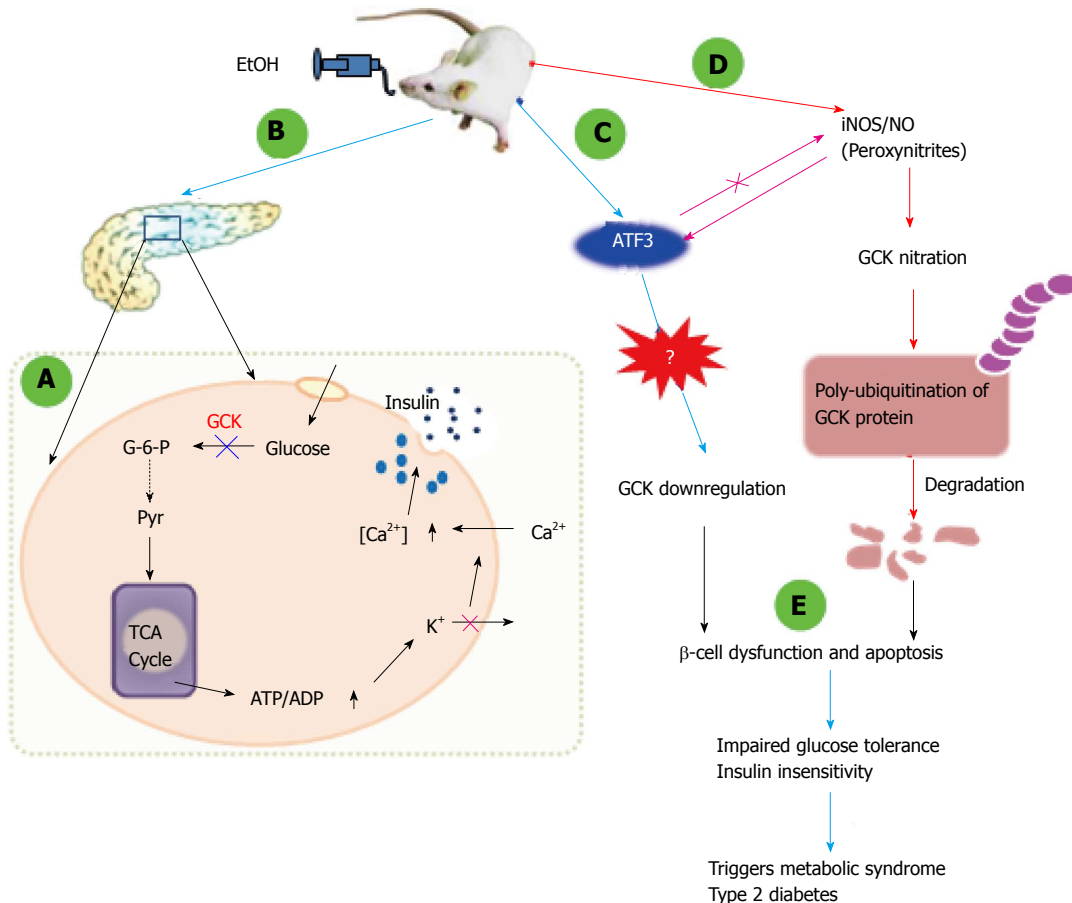 EtOH
D
B
C
iNOS/NO
(Peroxynitrites)
ATF3
GCK nitration
?
A
Insulin
GCK
G-6-P
Glucose
Poly-ubiquitination of
GCK protein
Pyr
[Ca²⁺]
Ca²⁺
GCK downregulation
Degradation
TCA
Cycle
K⁺
ATP/ADP
E
β-cell dysfunction and apoptosis
Impaired glucose tolerance
Insulin insensitivity
Triggers metabolic syndrome
Type 2 diabetes